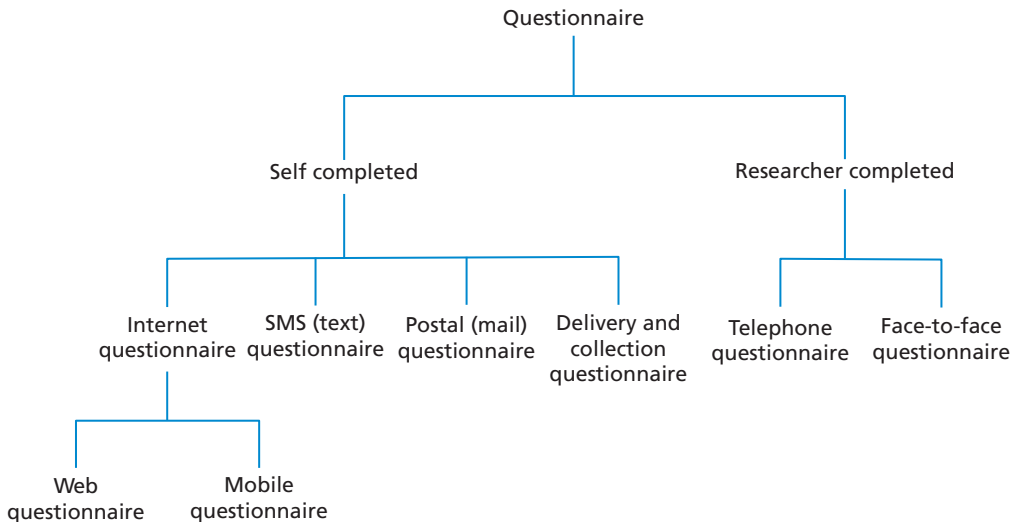 Questionnaire
Self completed
Researcher completed
Internet
questionnaire
SMS (text)
questionnaire
Postal (mail)
questionnaire
Delivery and
collection
questionnaire
Telephone
questionnaire
Face-to-face
questionnaire
Web
questionnaire
Mobile
questionnaire